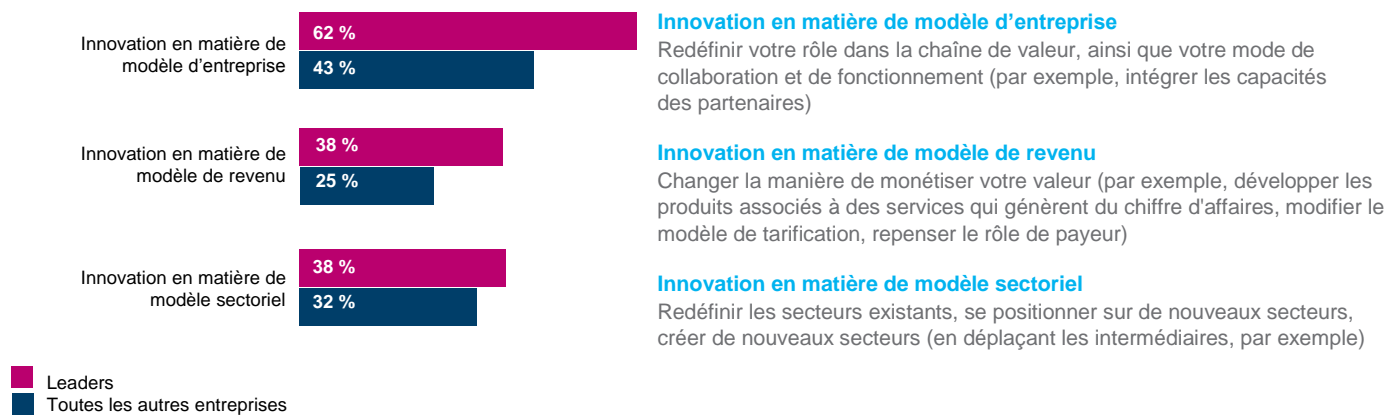 Innovation en matière de
modèle d'entreprise
62 %
43 %
Innovation en matière de modèle d'entreprise
Redéfinir votre rôle dans la chaîne de valeur, ainsi que votre mode de
collaboration et de fonctionnement (par exemple, intégrer les capacités
des partenaires)
Innovation en matière de
modèle de revenu
38 %
25 %
Innovation en matière de modèle de revenu
Changer la manière de monétiser votre valeur (par exemple, développer les
produits associés à des services qui génèrent du chiffre d'affaires, modifier le
modèle de tarification, repenser le rôle de payeur)
Innovation en matière de
modèle sectoriel
38 %
32 %
Innovation en matière de modèle sectoriel
Redéfinir les secteurs existants, se positionner sur de nouveaux secteurs,
créer de nouveaux secteurs (en déplaçant les intermédiaires, par exemple)
Leaders
Toutes les autres entreprises